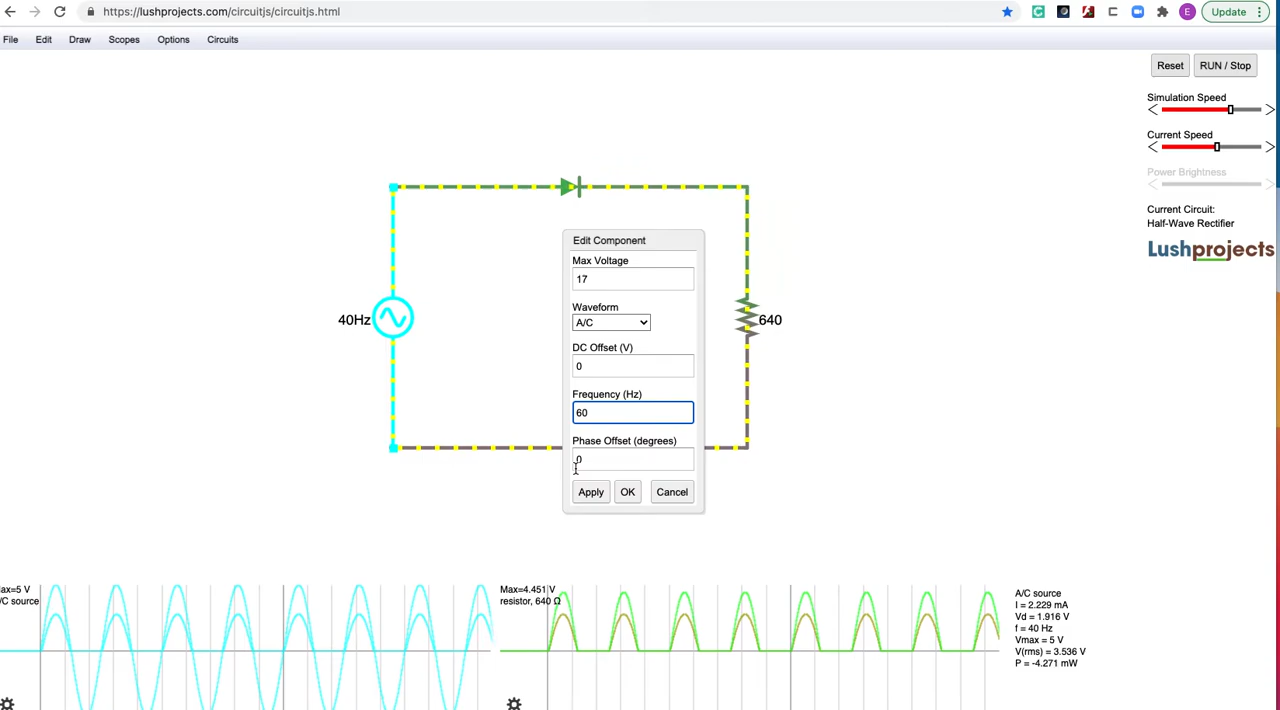 https://lushprojects.com/circuitjs/circuitjs.html
E
Update
File Edit Draw Scopes Options Circuits
Reset RUN / Stop
Simulation Speed
Current Speed
Power Brightness
Current Circuit:
Half-Wave Rectifier
Lushprojects
40Hz
640
Edit Component
Max Voltage
17
Waveform
A/C
DC Offset (V)
0
Frequency (Hz)
60
Phase Offset (degrees)
0
Apply OK Cancel
ax=5 V
/C source
Max=4.451 V
resistor, 640 Ω
A/C source
I = 2.229 mA
Vd = 1.916 V
f = 40 Hz
Vmax = 5 V
V(rms) = 3.536 V
P = -4.271 mW